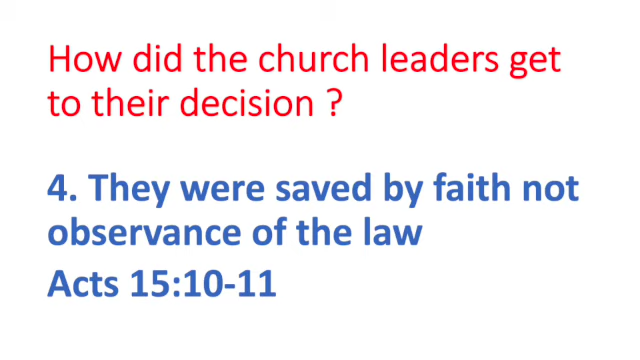 How did the church leaders get
to their decision ?
4. They were saved by faith not
observance of the law
Acts 15:10-11